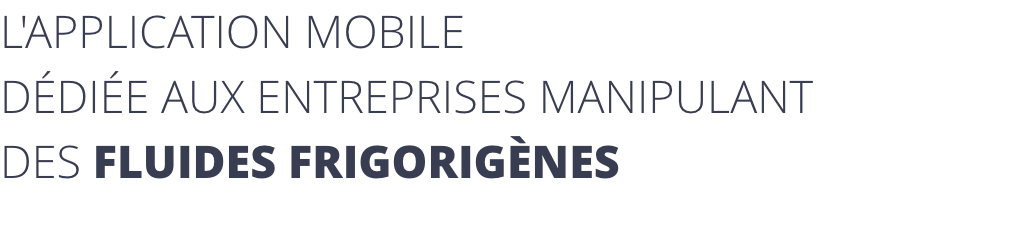 L'APPLICATION MOBILE
DÉDIÉE AUX ENTREPRISES MANIPULANT
DES FLUIDES FRIGORIGÈNES